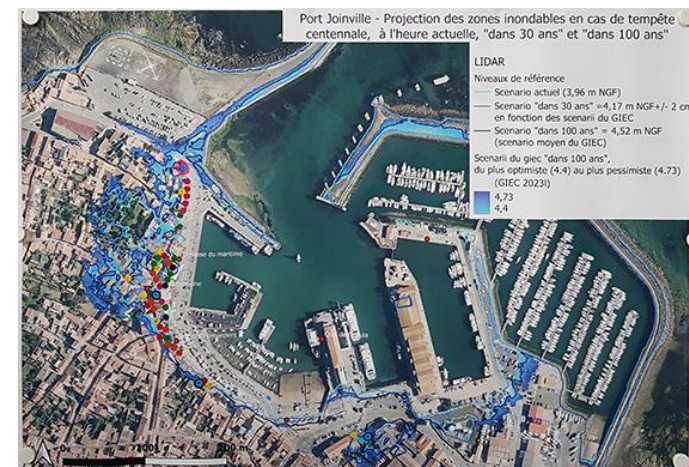 Port Joinville - Projection des zones inondables en cas de tempête
centennale, à l'heure actuelle, "dans 30 ans" et "dans 100 ans"
LIDAR
Niveaux de référence
Scenario actuel (3,96 m NGF)
Scenario "dans 30 ans" =4,17 m NGF+/- 2 cm
en fonction des scenarii du GIEC
Scenario "dans 100 ans" = 4,52 m NGF
(scenario moyen du GIEC)
Scenarii du giec "dans 100 ans",
du plus optimiste (4.4) au plus pessimiste (4.73)
(GIEC 2023)
4,73
4,4
du maritime